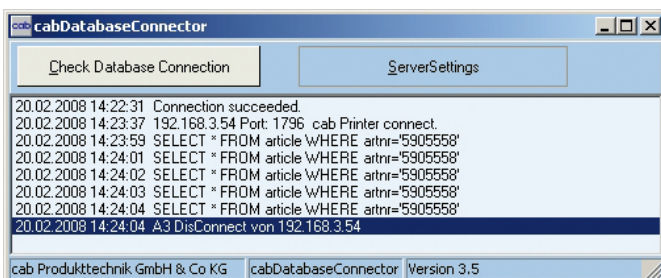 cab cabDatabaseConnector
Check Database Connection ServerSettings
20.02.2008 14:22:31 Connection succeeded.
20.02.2008 14:23:37 192.168.3.54 Port: 1796 cab Printer connect.
20.02.2008 14:23:59 SELECT * FROM article WHERE artnr='5905558'
20.02.2008 14:24:01 SELECT * FROM article WHERE artnr='5905558'
20.02.2008 14:24:02 SELECT * FROM article WHERE artnr='5905558'
20.02.2008 14:24:03 SELECT * FROM article WHERE artnr='5905558'
20.02.2008 14:24:04 SELECT * FROM article WHERE artnr='5905558'
20.02.2008 14:24:04 A3 DisConnect von 192.168.3.54
cab Produkttechnik GmbH & Co KG cabDatabaseConnector Version 3.5